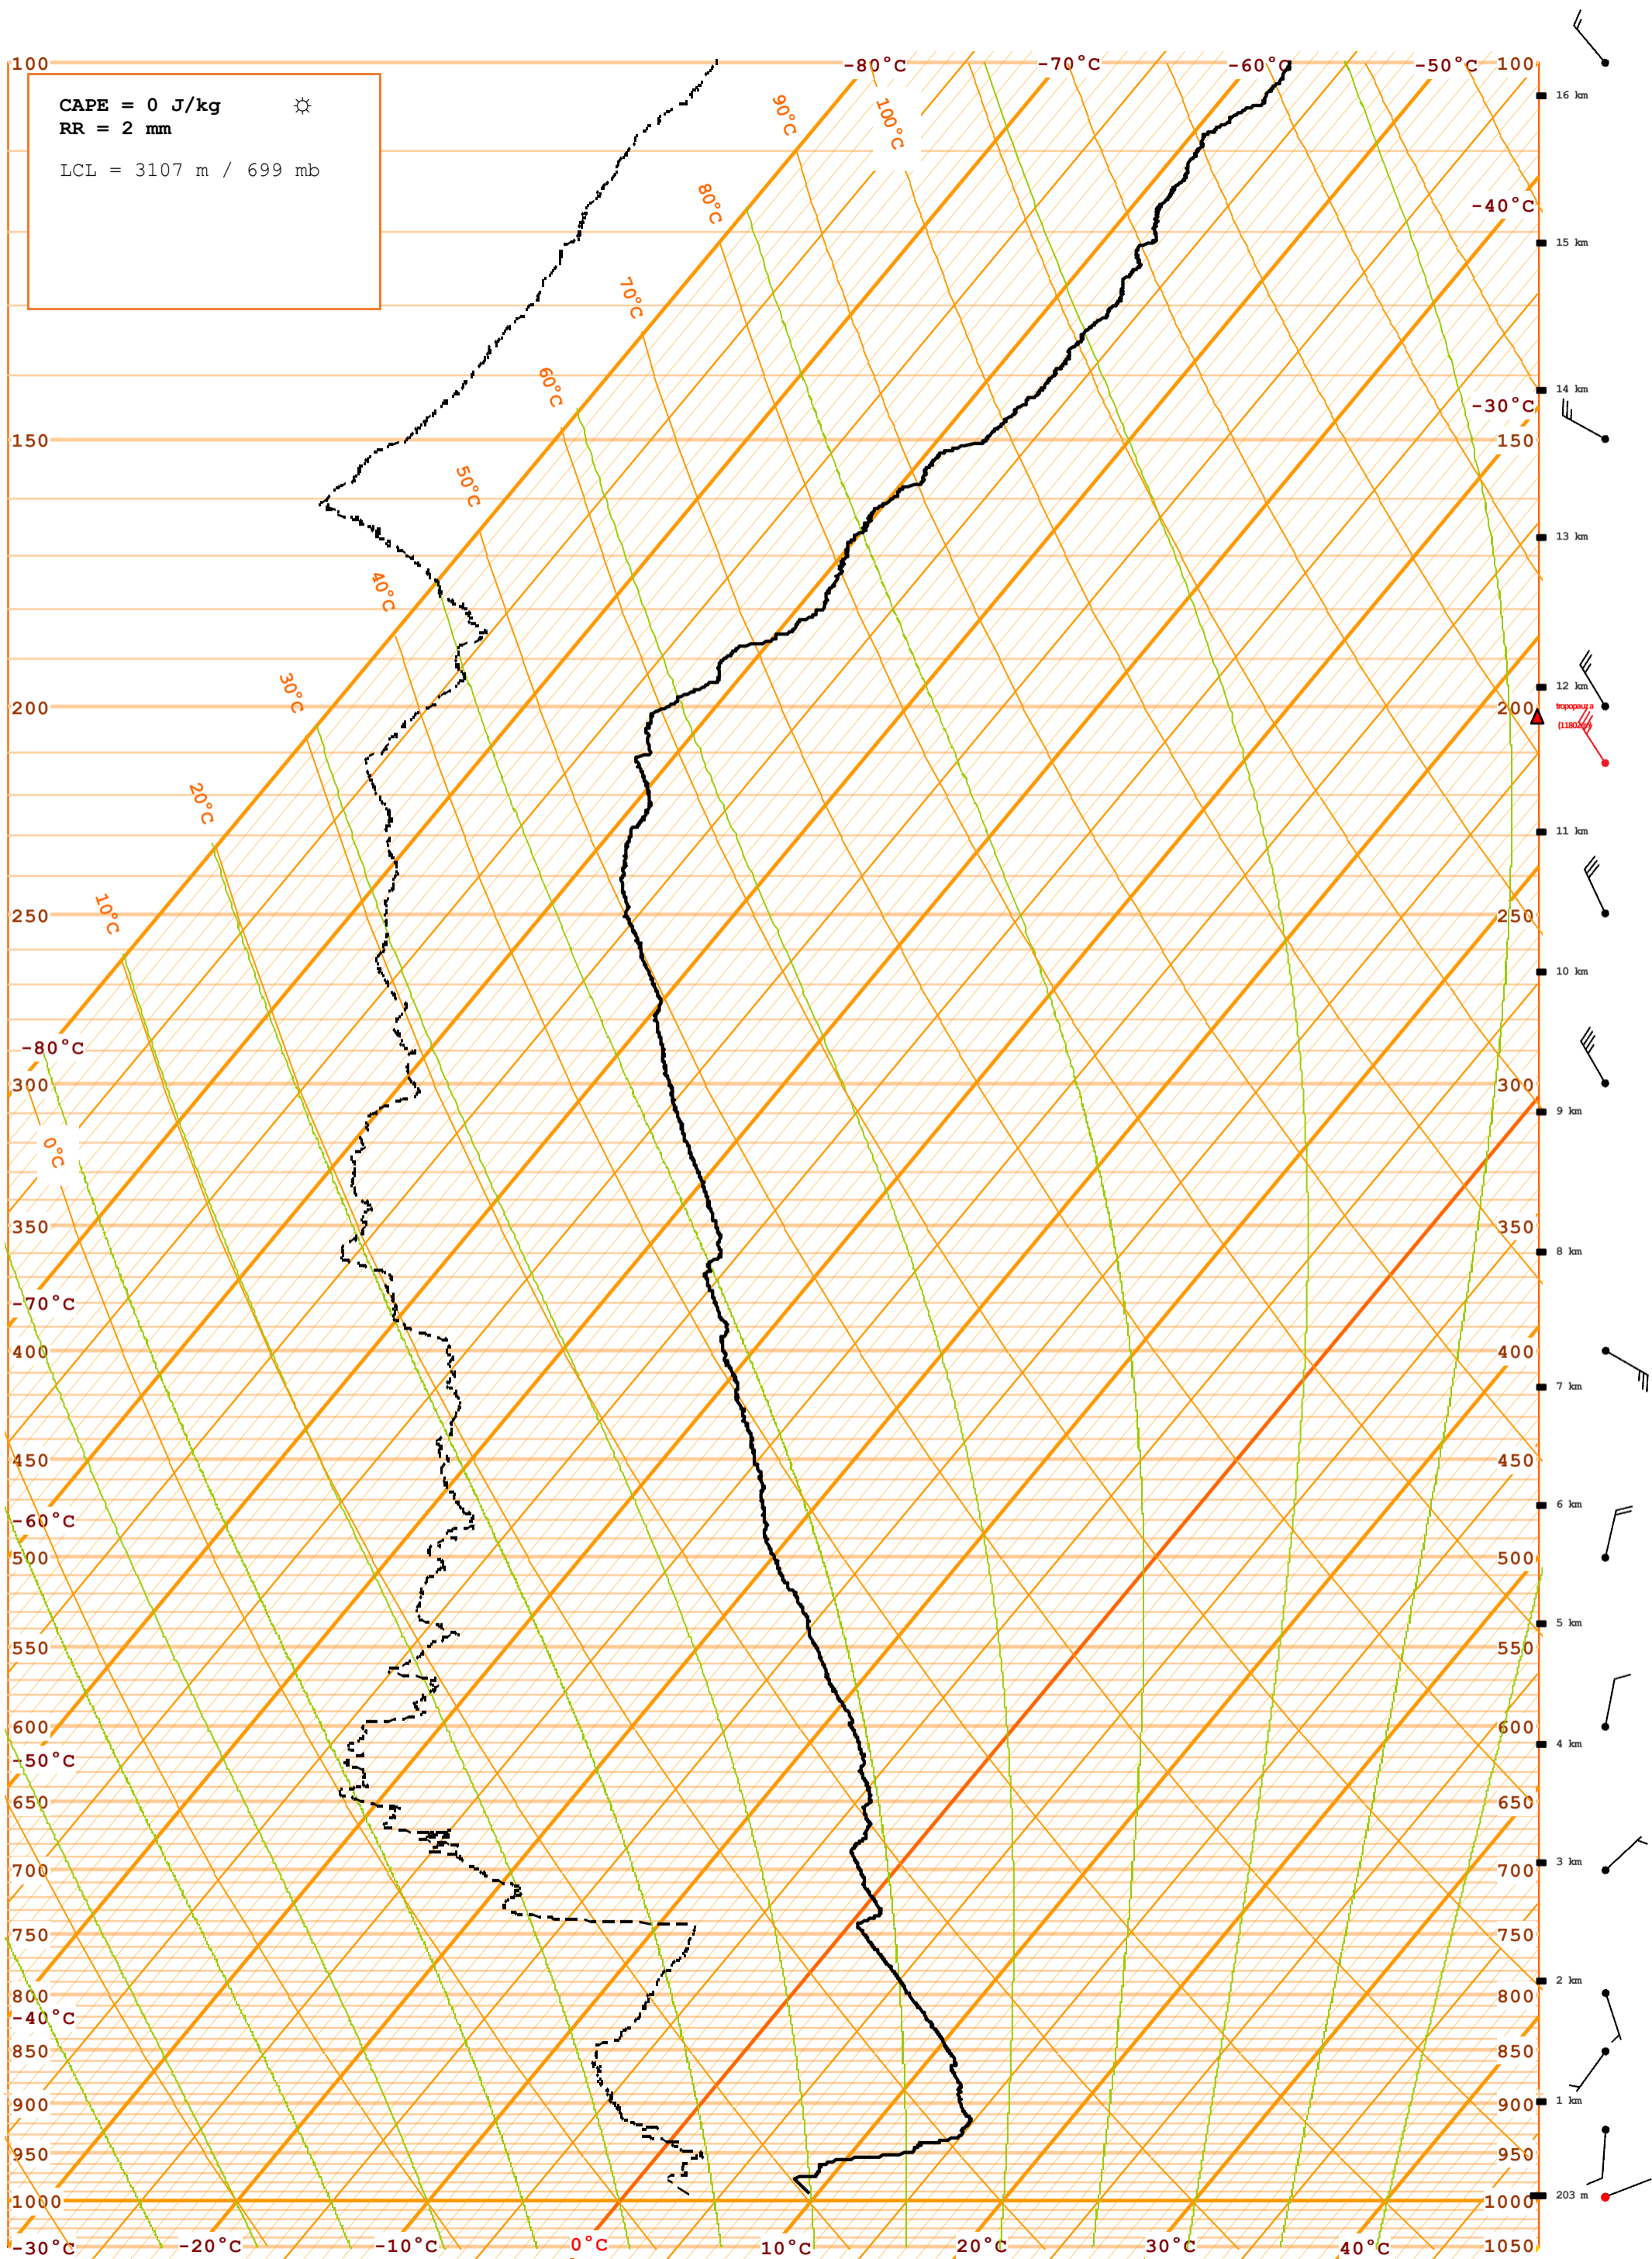 100 -80°C -70°C -60°C -50°C 100
16 km
CAPE = 0 J/kg ☼
RR = 2 mm
LCL = 3107 m / 699 mb
90°C 100°C
80°C -40°C
15 km
70°C
60°C 14 km
-30°C
150 150
50°C
13 km
40°C
30°C 12 km
200 200 tropopauza
20°C
11 km
10°C 250 250
10 km
-80°C
300 300
9 km
0°C
350 350
8 km
-70°C
400 400
7 km
450 450
6 km
-60°C
500 500
5 km
550 550
600 600
4 km
-50°C
650 650
3 km
700 700
750 750
2 km
800 800
-40°C
850 850
1 km
900 900
950 950
203 m
1000 1000
-30°C -20°C -10°C 0°C 10°C 20°C 30°C 40°C 1050